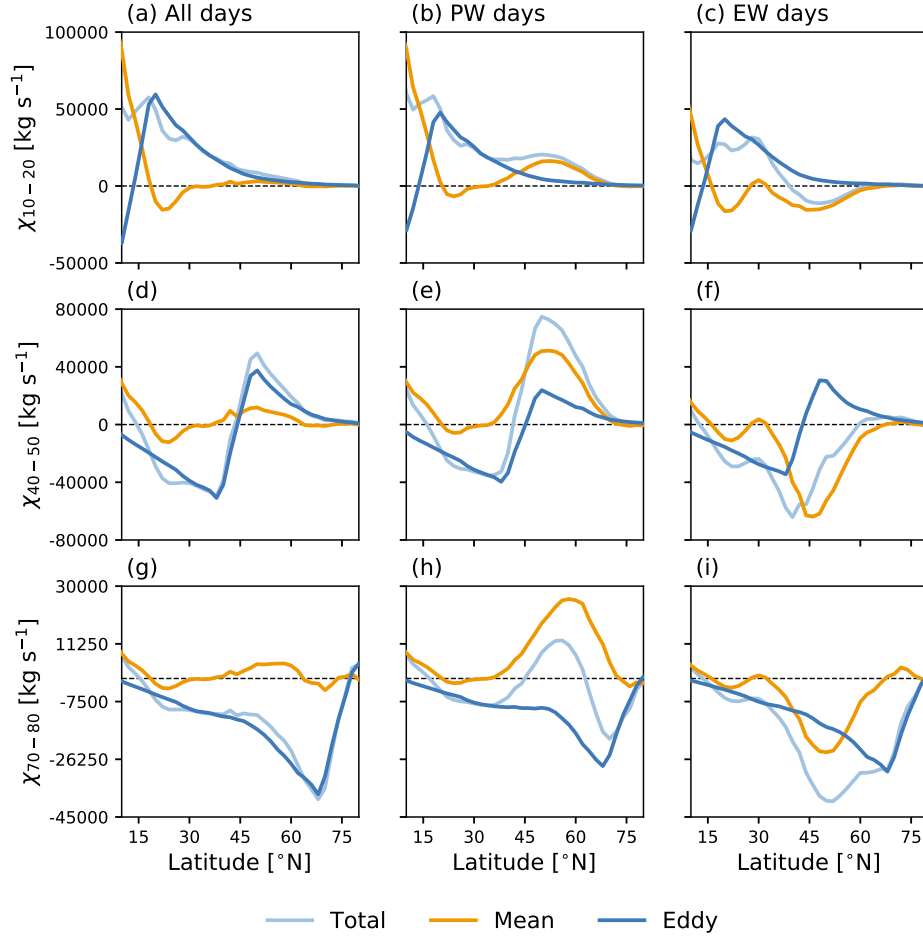 (a) All days
(b) PW days
(c) EW days
100000
50000
0
-50000
χ10−20 [kg s−1]
(d)
(e)
(f)
80000
40000
0
-40000
-80000
χ40−50 [kg s−1]
(g)
(h)
(i)
30000
11250
-7500
-26250
-45000
χ70−80 [kg s−1]
15 30 45 60 75
15 30 45 60 75
15 30 45 60 75
Latitude [°N]
Latitude [°N]
Latitude [°N]
Total
Mean
Eddy